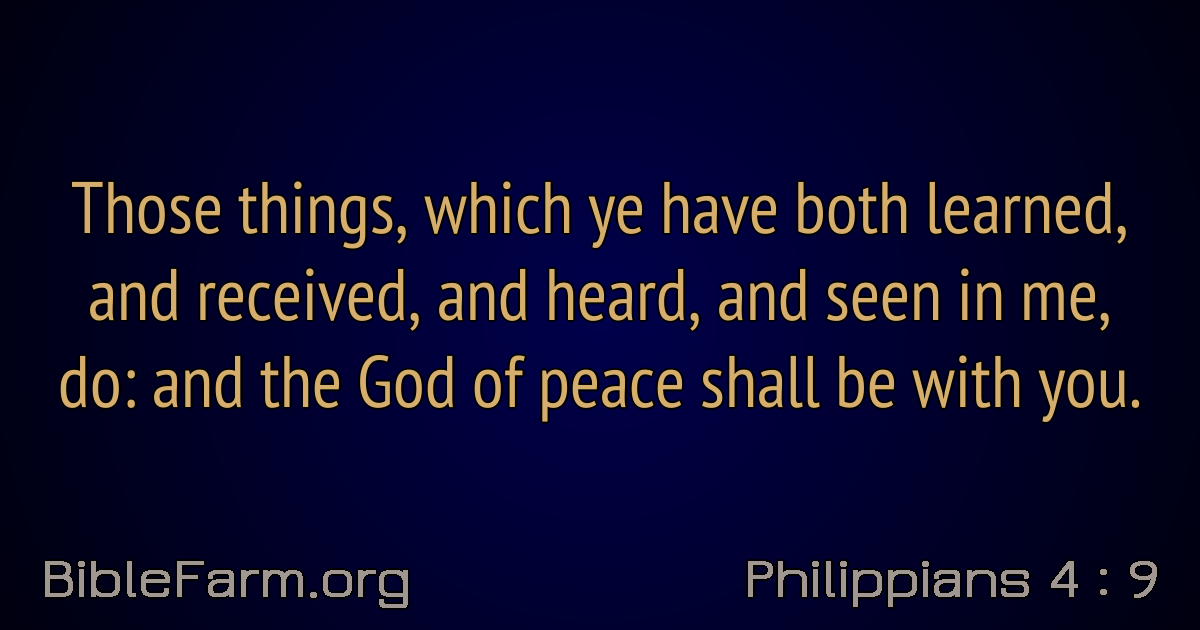 Those things, which ye have both learned,
and received, and heard, and seen in me,
do: and the God of peace shall be with you.
BibleFarm.org
Philippians 4 : 9